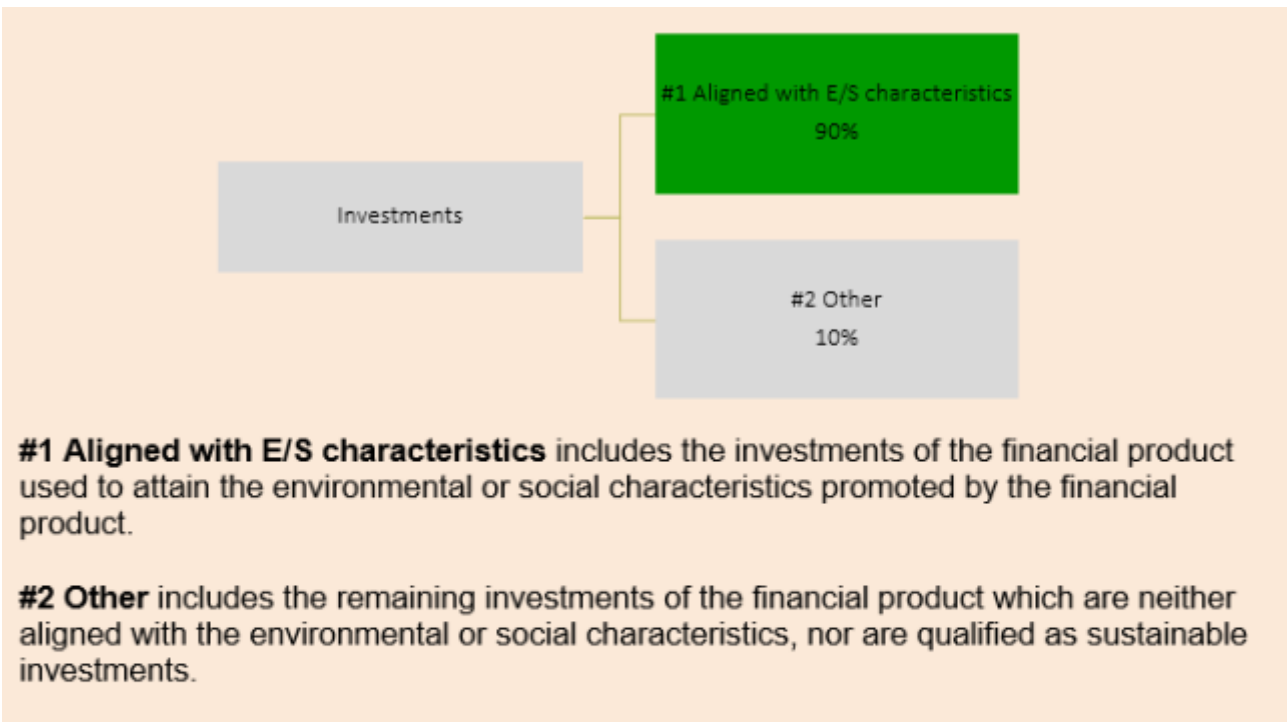 #1 Aligned with E/S characteristics
90%
Investments
#2 Other
10%
#1 Aligned with E/S characteristics includes the investments of the financial product
used to attain the environmental or social characteristics promoted by the financial
product.
#2 Other includes the remaining investments of the financial product which are neither
aligned with the environmental or social characteristics, nor are qualified as sustainable
investments.